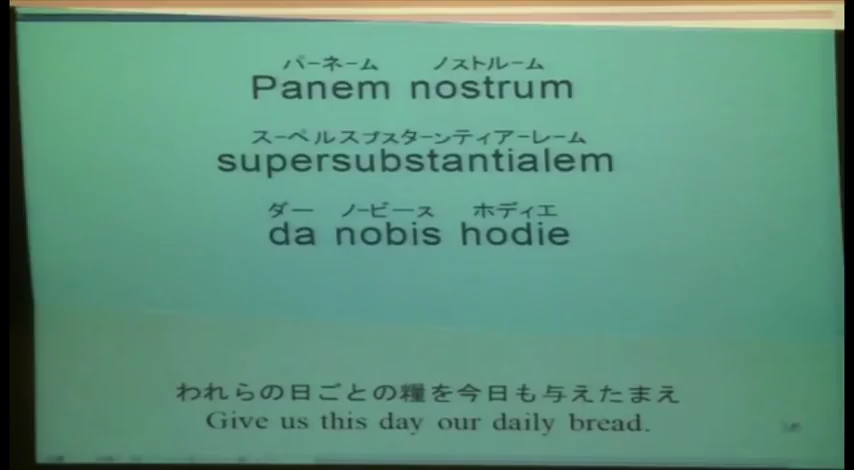 パーネーム ノストルーム
Panem nostrum
スーペルスブスターンティアーレーム
supersubstantialem
ダー ノービース ホディエ
da nobis hodie
われらの日ごとの糧を今日も与えたまえ
Give us this day our daily bread.